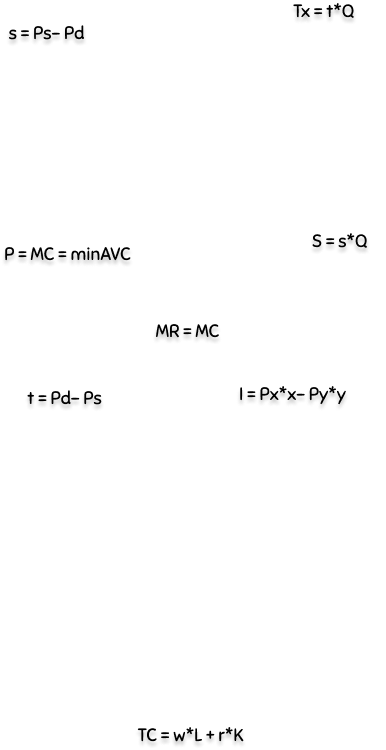 Tx = t*Q
s = Ps– Pd
S = s*Q
P = MC = minAVC
MR = MC
t = Pd– Ps
I = Px*x– Py*y
TC = w*L + r*K